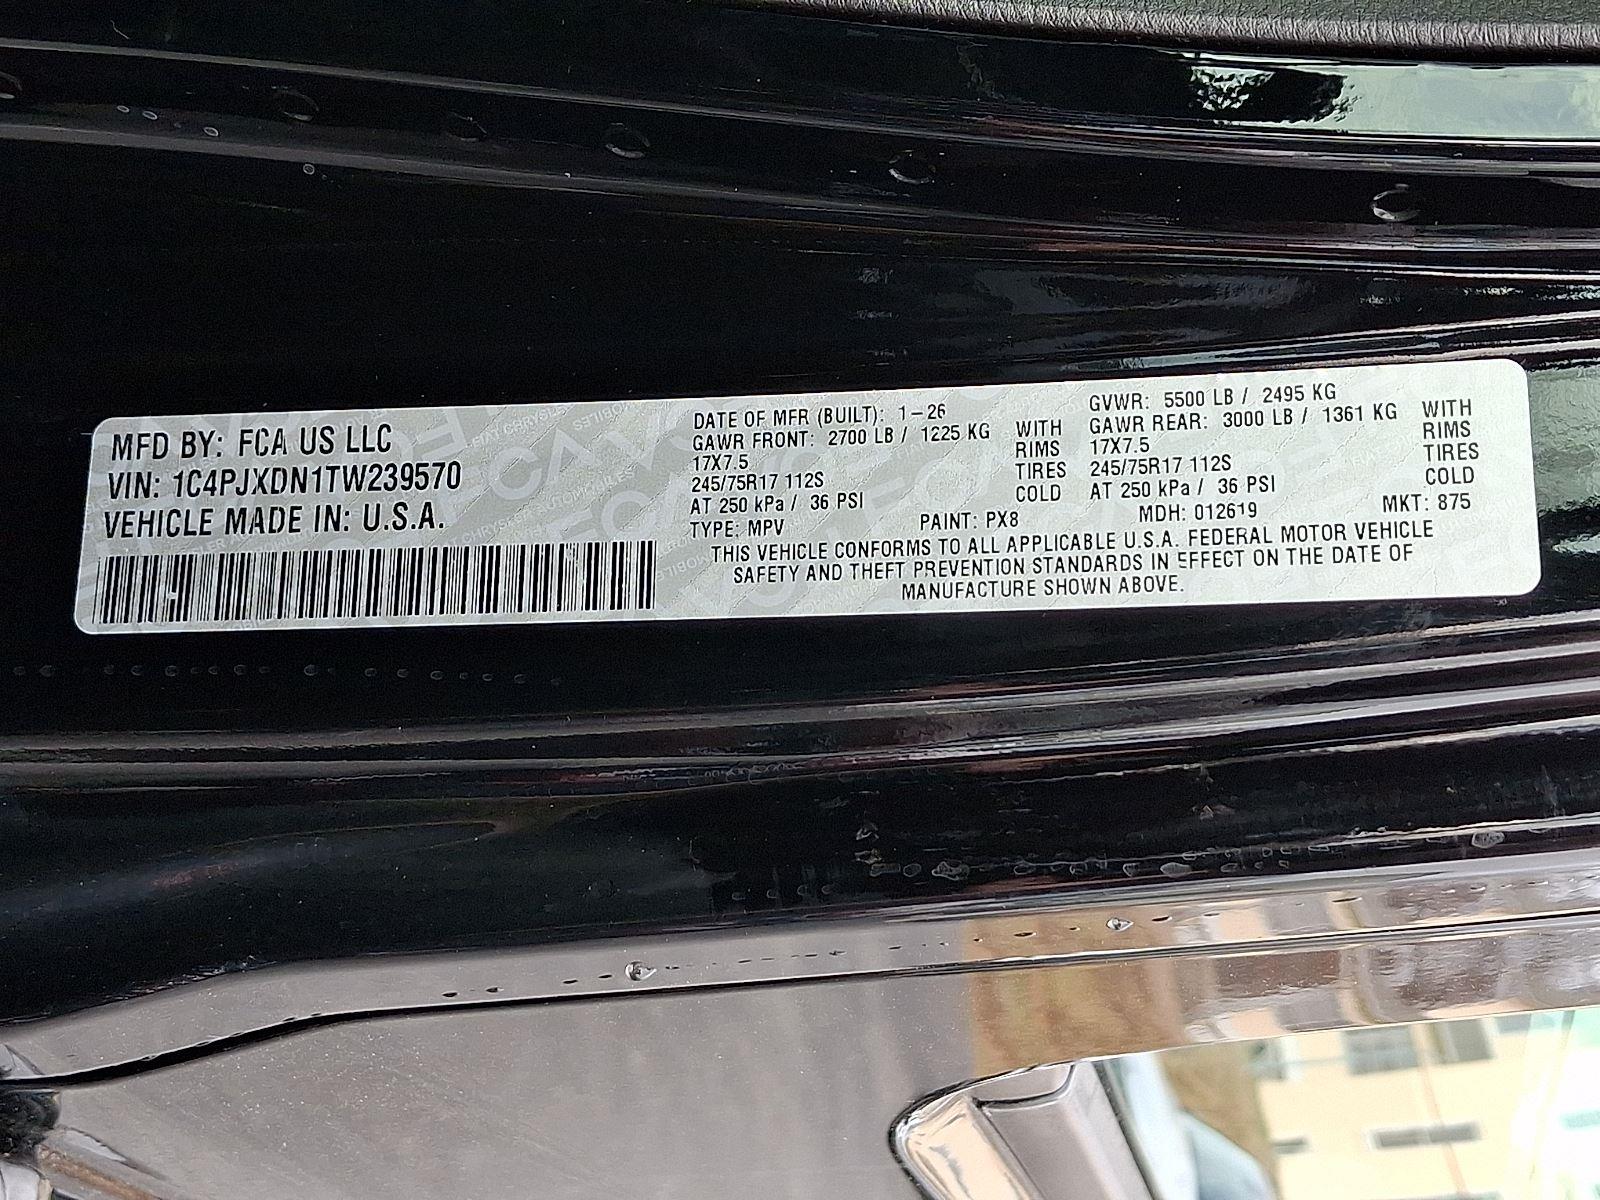 MFD BY: FCA US LLC
VIN: 1C4PJXDN1TW239570
VEHICLE MADE IN: U.S.A.
DATE OF MFR (BUILT): 1-26
GAWR FRONT: 2700 LB / 1225 KG WITH
17X7.5 RIMS
245/75R17 112S TIRES
AT 250 kPa / 36 PSI COLD
GVWR: 5500 LB / 2495 KG
GAWR REAR: 3000 LB / 1361 KG WITH
17X7.5 RIMS
245/75R17 112S TIRES
AT 250 kPa / 36 PSI COLD
TYPE: MPV PAINT: PX8 MDH: 012619 MKT: 875
THIS VEHICLE CONFORMS TO ALL APPLICABLE U.S.A. FEDERAL MOTOR VEHICLE
SAFETY AND THEFT PREVENTION STANDARDS IN EFFECT ON THE DATE OF
MANUFACTURE SHOWN ABOVE.